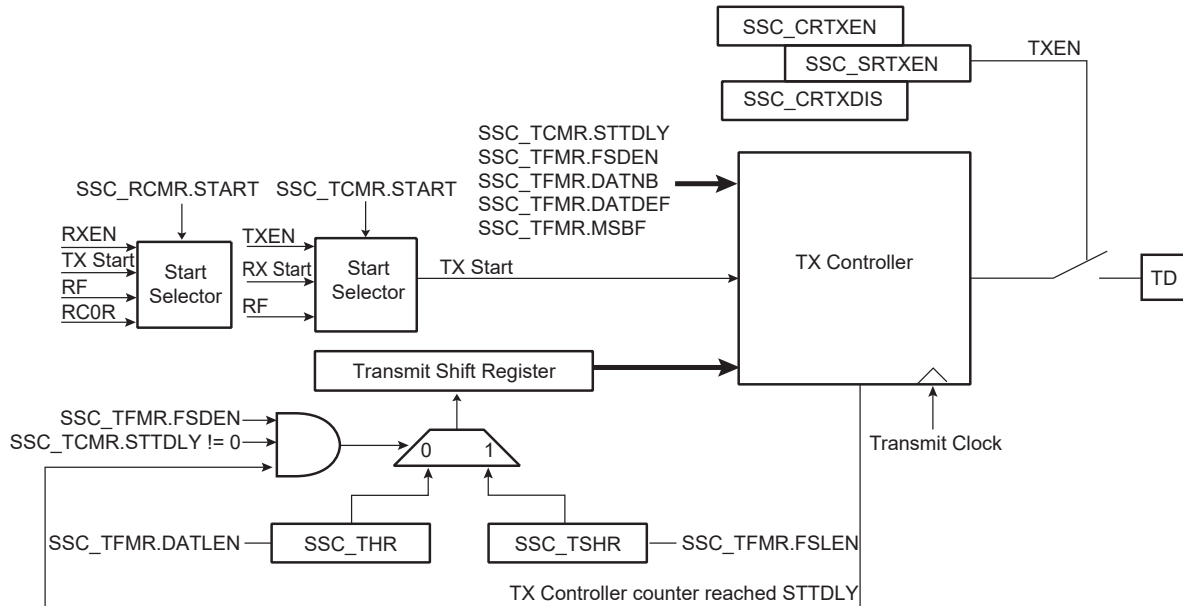 SSC_CRTXEN
SSC_SRTXEN
SSC_CRTXDIS
TXEN
SSC_TCMR.STTDLY
SSC_TFMR.FSDEN
SSC_TFMR.DATNB
SSC_TFMR.DATDEF
SSC_TFMR.MSBF
SSC_RCMR.START
SSC_TCMR.START
RXEN
TX Start
RF
RC0R
Start
Selector
TXEN
RX Start
RF
Start
Selector
TX Start
TX Controller
TD
Transmit Shift Register
SSC_TFMR.FSDEN
SSC_TCMR.STTDLY != 0
0 1
Transmit Clock
SSC_TFMR.DATLEN
SSC_THR
SSC_TSHR
SSC_TFMR.FSLEN
TX Controller counter reached STTDLY